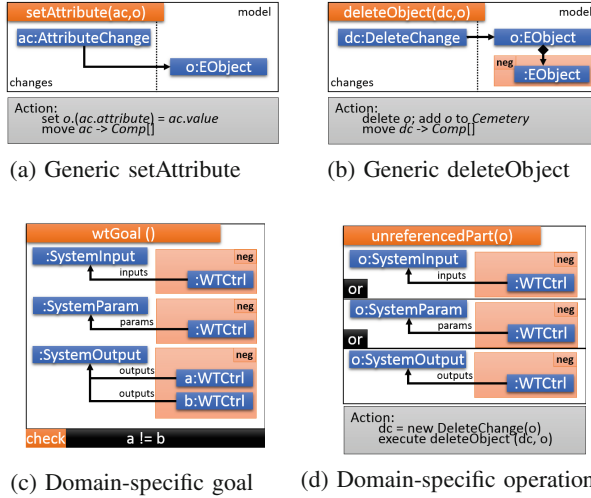 setAttribute(ac,o)
model
ac:AttributeChange
o:EObject
changes
Action:
set o.(ac.attribute) = ac.value
move ac -> Comp[]
(a) Generic setAttribute
deleteObject(dc,o)
model
dc:DeleteChange
o:EObject
neg
:EObject
changes
Action:
delete o; add o to Cemetery
move dc -> Comp[]
(b) Generic deleteObject
wtGoal ()
:SystemInput
neg
inputs
:WTCtrl
:SystemParam
neg
params
:WTCtrl
:SystemOutput
neg
outputs
a:WTCtrl
outputs
b:WTCtrl
check
a != b
(c) Domain-specific goal
unreferencedPart(o)
o:SystemInput
neg
inputs
:WTCtrl
or
o:SystemParam
neg
params
:WTCtrl
or
o:SystemOutput
neg
outputs
:WTCtrl
Action:
dc = new DeleteChange(o)
execute deleteObject (dc, o)
(d) Domain-specific operation